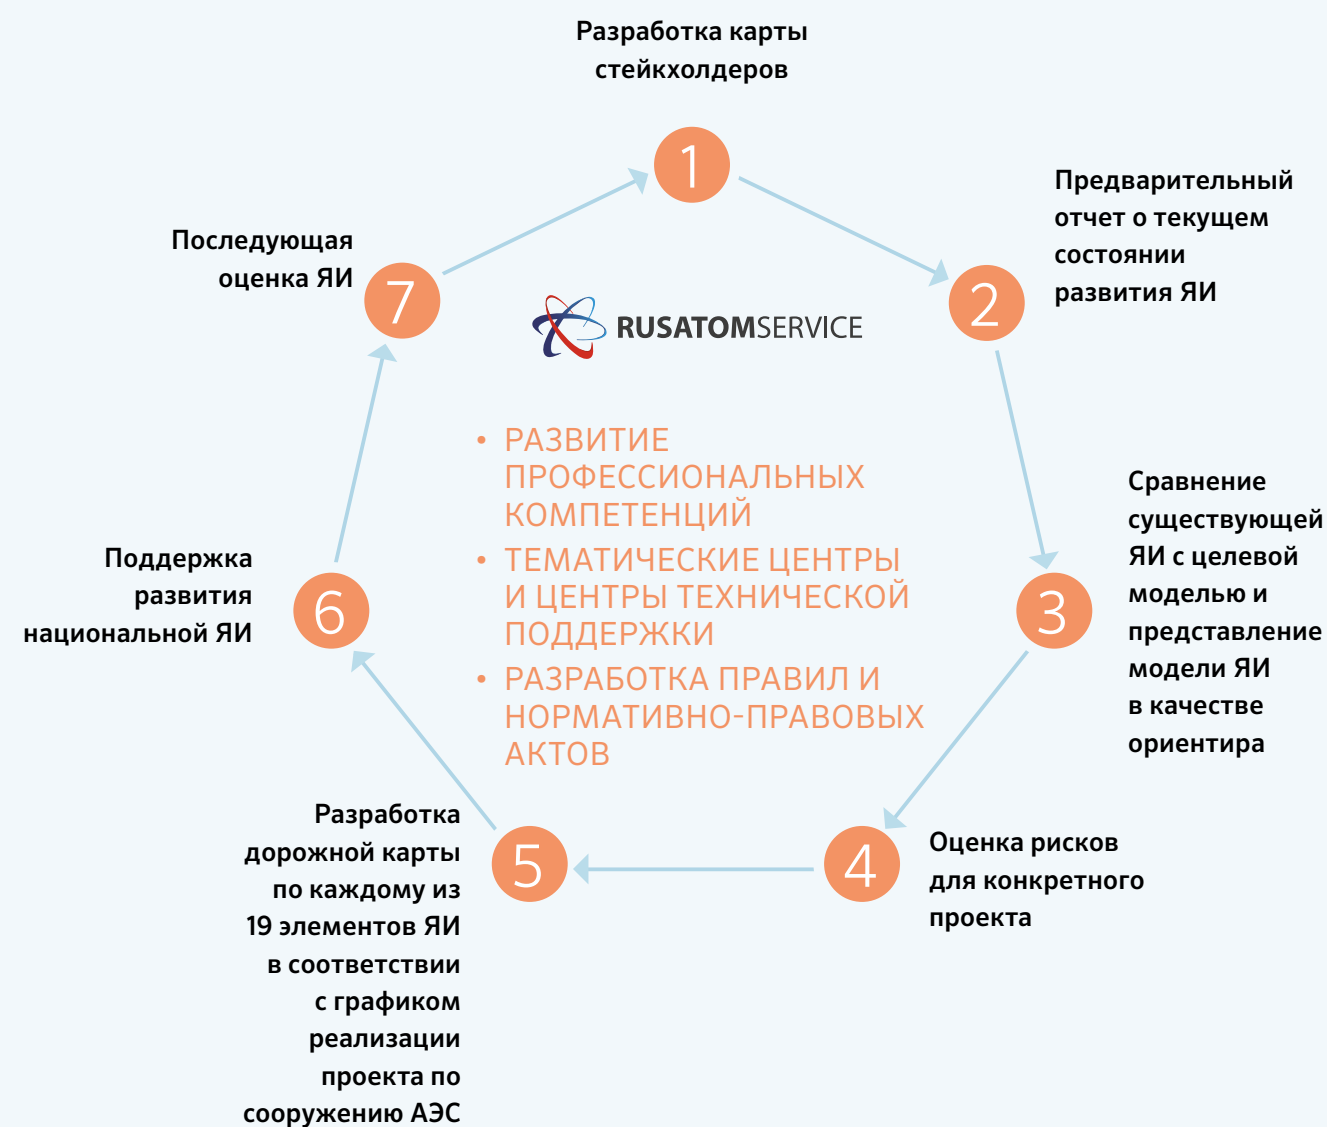 Разработка карты
стейкхолдеров
1
Предварительный
отчет о текущем
состоянии
развития ЯИ
2
Сравнение
существующей
ЯИ с целевой
моделью и
представление
модели ЯИ
в качестве
ориентира
3
Оценка рисков
для конкретного
проекта
4
Разработка
дорожной карты
по каждому из
19 элементов ЯИ
в соответствии
с графиком
реализации
проекта по
сооружению АЭС
5
Поддержка
развития
национальной ЯИ
6
Последующая
оценка ЯИ
7
RUSATOMSERVICE
• РАЗВИТИЕ
ПРОФЕССИОНАЛЬНЫХ
КОМПЕТЕНЦИЙ
• ТЕМАТИЧЕСКИЕ ЦЕНТРЫ
И ЦЕНТРЫ ТЕХНИЧЕСКОЙ
ПОДДЕРЖКИ
• РАЗРАБОТКА ПРАВИЛ И
НОРМАТИВНО-ПРАВОВЫХ
АКТОВ